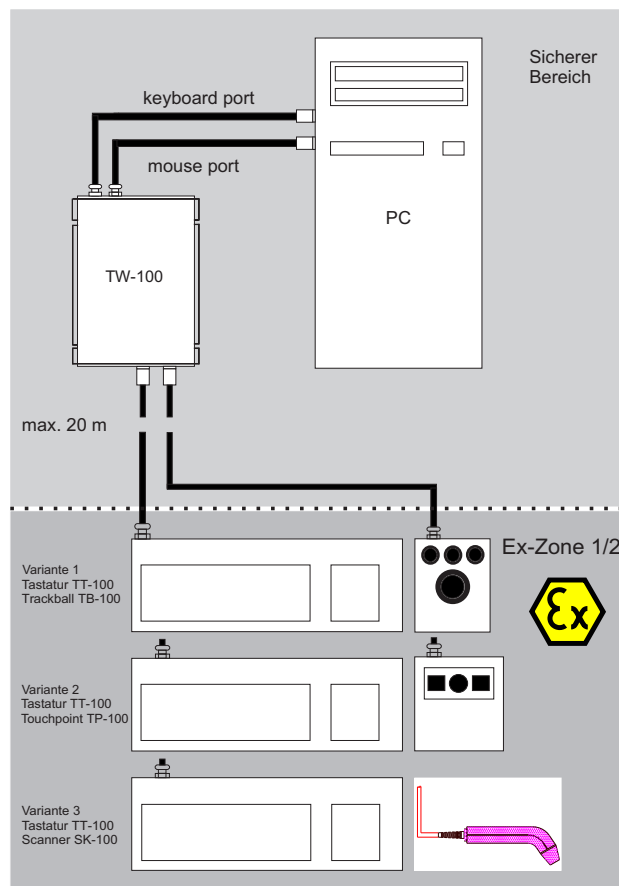 Sicherer
Bereich
keyboard port
mouse port
PC
TW-100
max. 20 m
Ex-Zone 1/2
Variante 1
Tastatur TT-100
Trackball TB-100
Ex
Variante 2
Tastatur TT-100
Touchpoint TP-100
Variante 3
Tastatur TT-100
Scanner SK-100